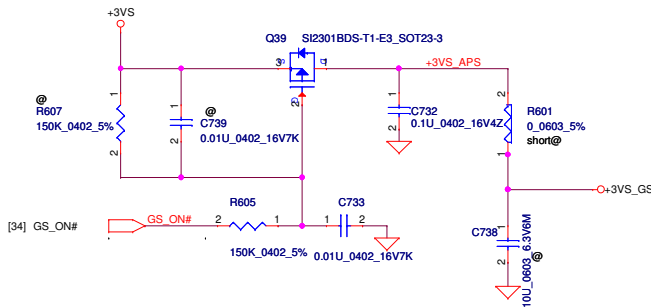 +3VS
Q39 SI2301BDS-T1-E3_SOT23-3
3 1
+3VS_APS
2
@
R607
150K_0402_5%
1
2
@
C739
0.01U_0402_16V7K
1
2
C732
0.1U_0402_16V4Z
1
2
R601
0_0603_5%
short@
2
1
+3VS_GS
R605
2 1
150K_0402_5%
C733
1 2
0.01U_0402_16V7K
[34] GS_ON#
GS_ON#
C738
10U_0603_6.3V6M
@
1
2